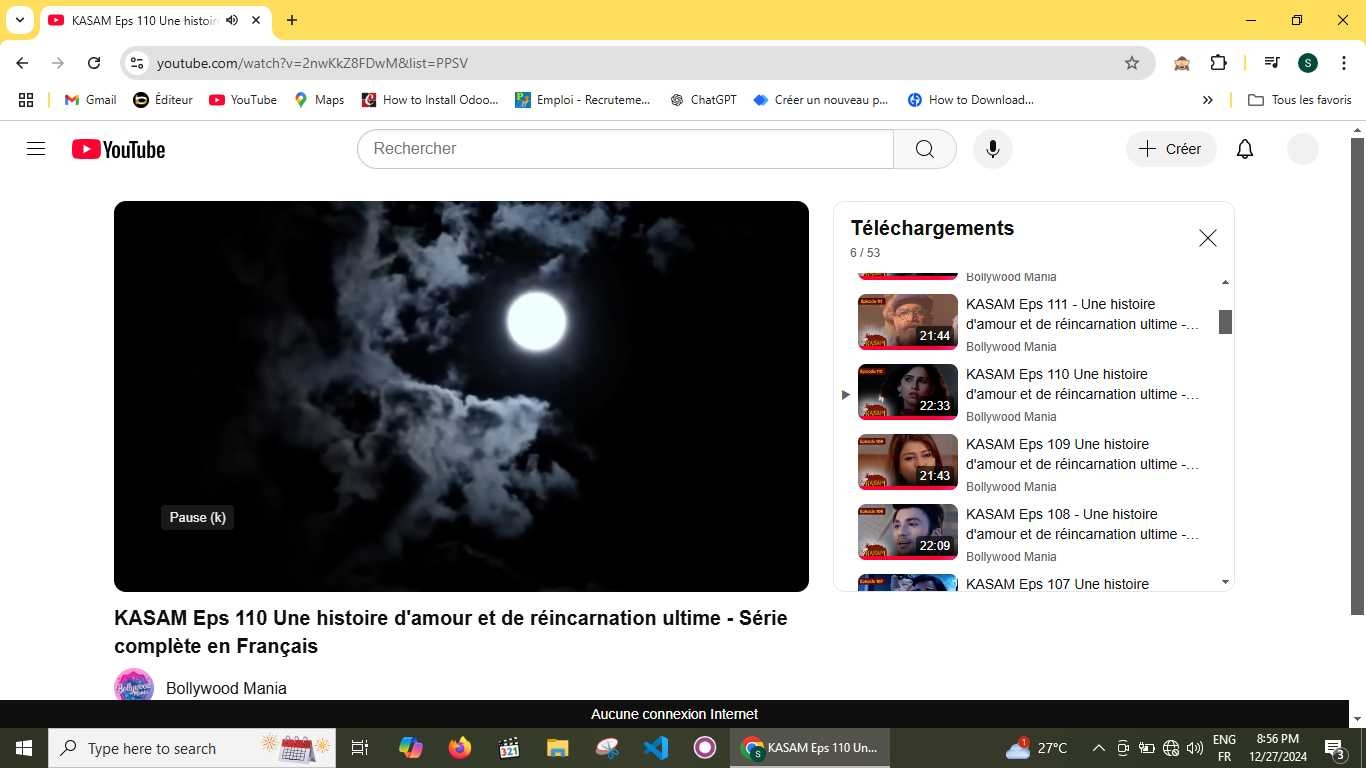 KASAM Eps 110 Une histoir
youtube.com/watch?v=2nwKkZ8FDwM&list=PPSV
S
Gmail
Éditeur
YouTube
Maps
How to Install Odoo...
Emploi - Recruteme...
ChatGPT
Créer un nouveau p...
How to Download...
Tous les favoris
YouTube
Rechercher
Créer
Pause (k)
Téléchargements
6 / 53
Bollywood Mania
21:44
KASAM Eps 111 - Une histoire
d'amour et de réincarnation ultime -...
Bollywood Mania
22:33
KASAM Eps 110 Une histoire
d'amour et de réincarnation ultime -...
Bollywood Mania
21:43
KASAM Eps 109 Une histoire
d'amour et de réincarnation ultime -...
Bollywood Mania
22:09
KASAM Eps 108 - Une histoire
d'amour et de réincarnation ultime -...
Bollywood Mania
KASAM Eps 107 Une histoire
KASAM Eps 110 Une histoire d'amour et de réincarnation ultime - Série
complète en Français
Bollywood Mania
Aucune connexion Internet
Type here to search
KASAM Eps 110 Un...
27°C
ENG
FR
8:56 PM
12/27/2024
3